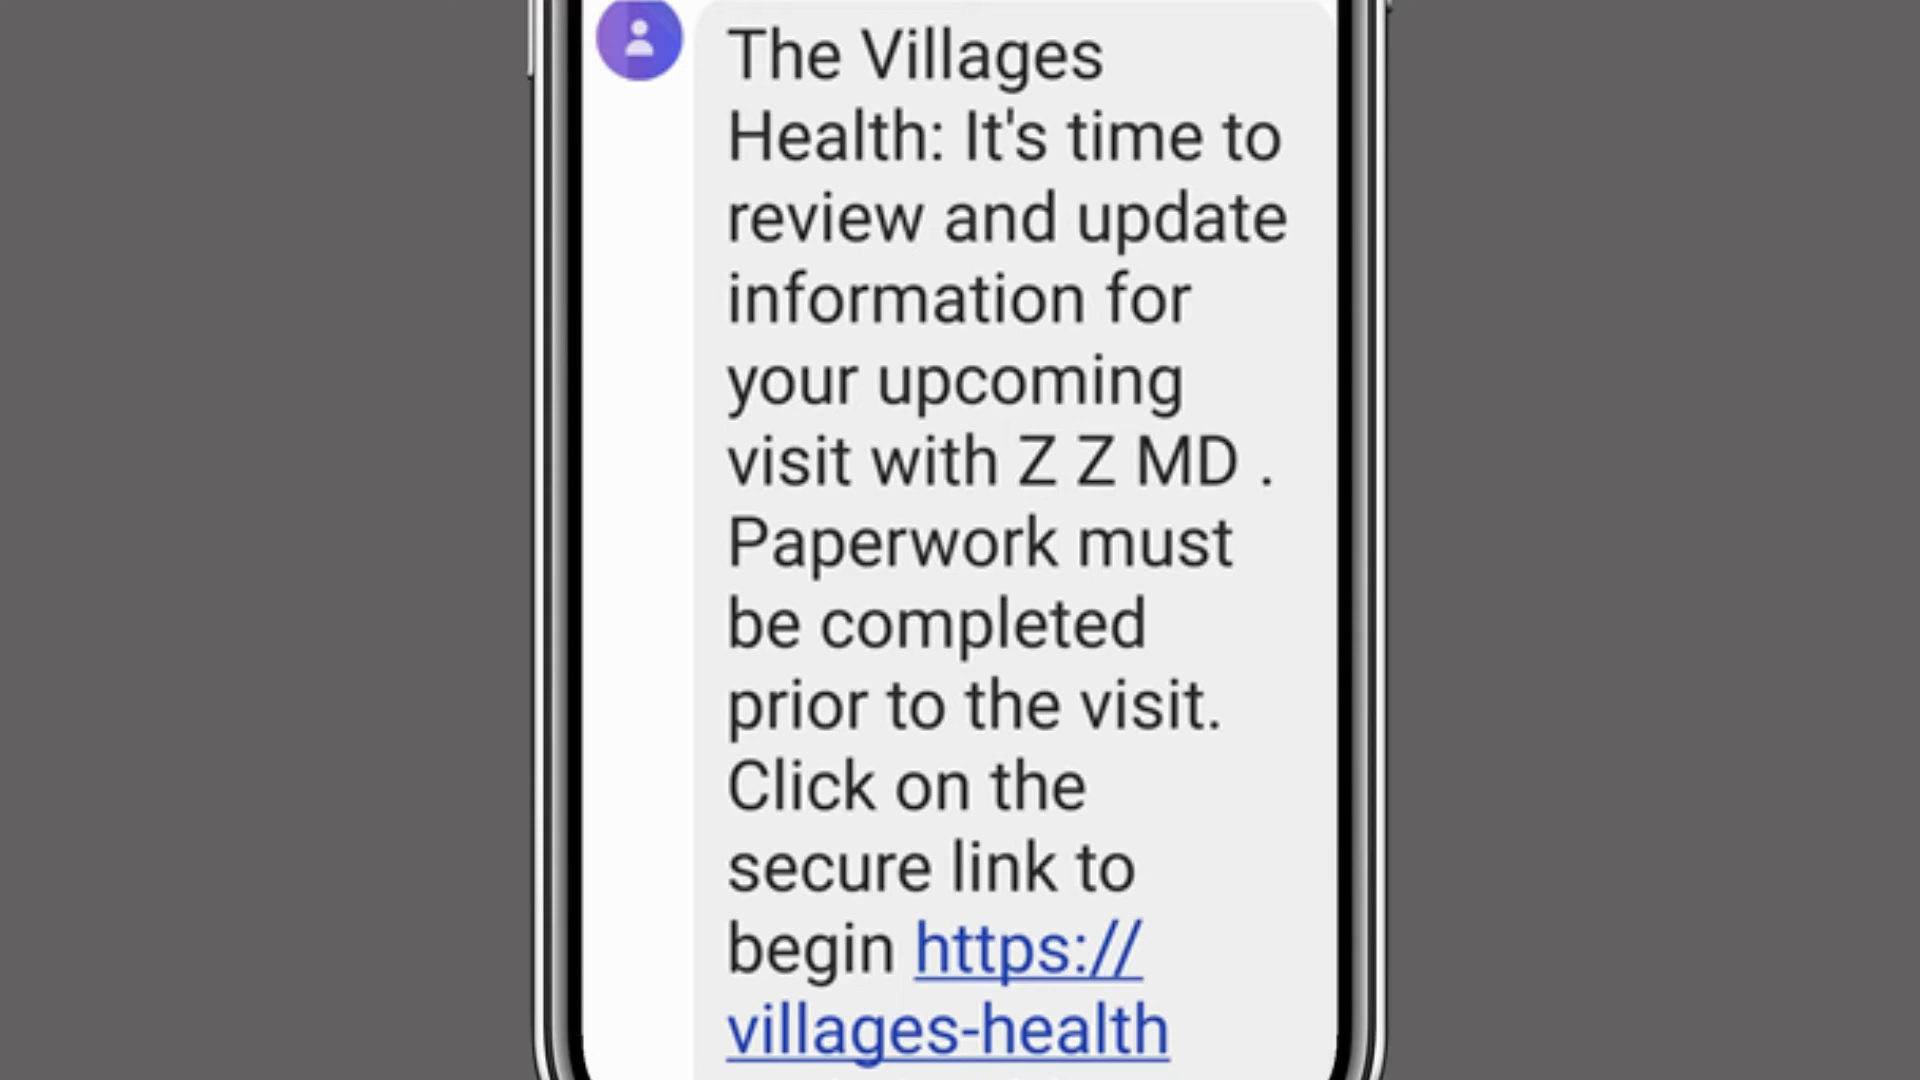 The Villages
Health: It's time to
review and update
information for
your upcoming
visit with Z Z MD .
Paperwork must
be completed
prior to the visit.
Click on the
secure link to
begin https://
villages-health